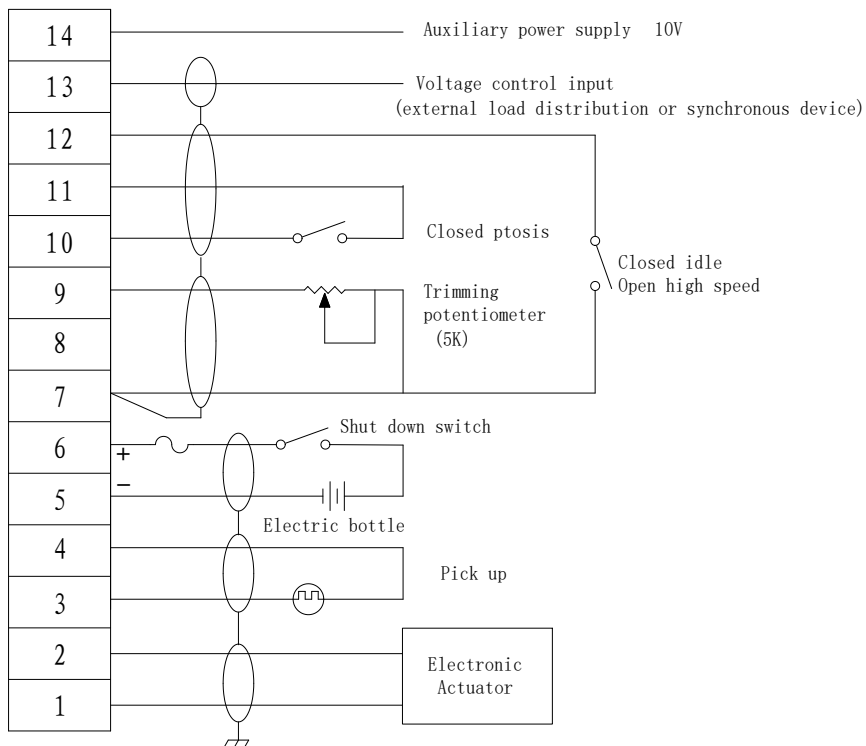 14
Auxiliary power supply 10V
13
Voltage control input
(external load distribution or synchronous device)
12
11
10
Closed ptosis
Closed idle
Open high speed
9
Trimming
potentiometer
(5K)
8
7
Shut down switch
6
+
−
5
Electric bottle
4
Pick up
3
2
Electronic
Actuator
1